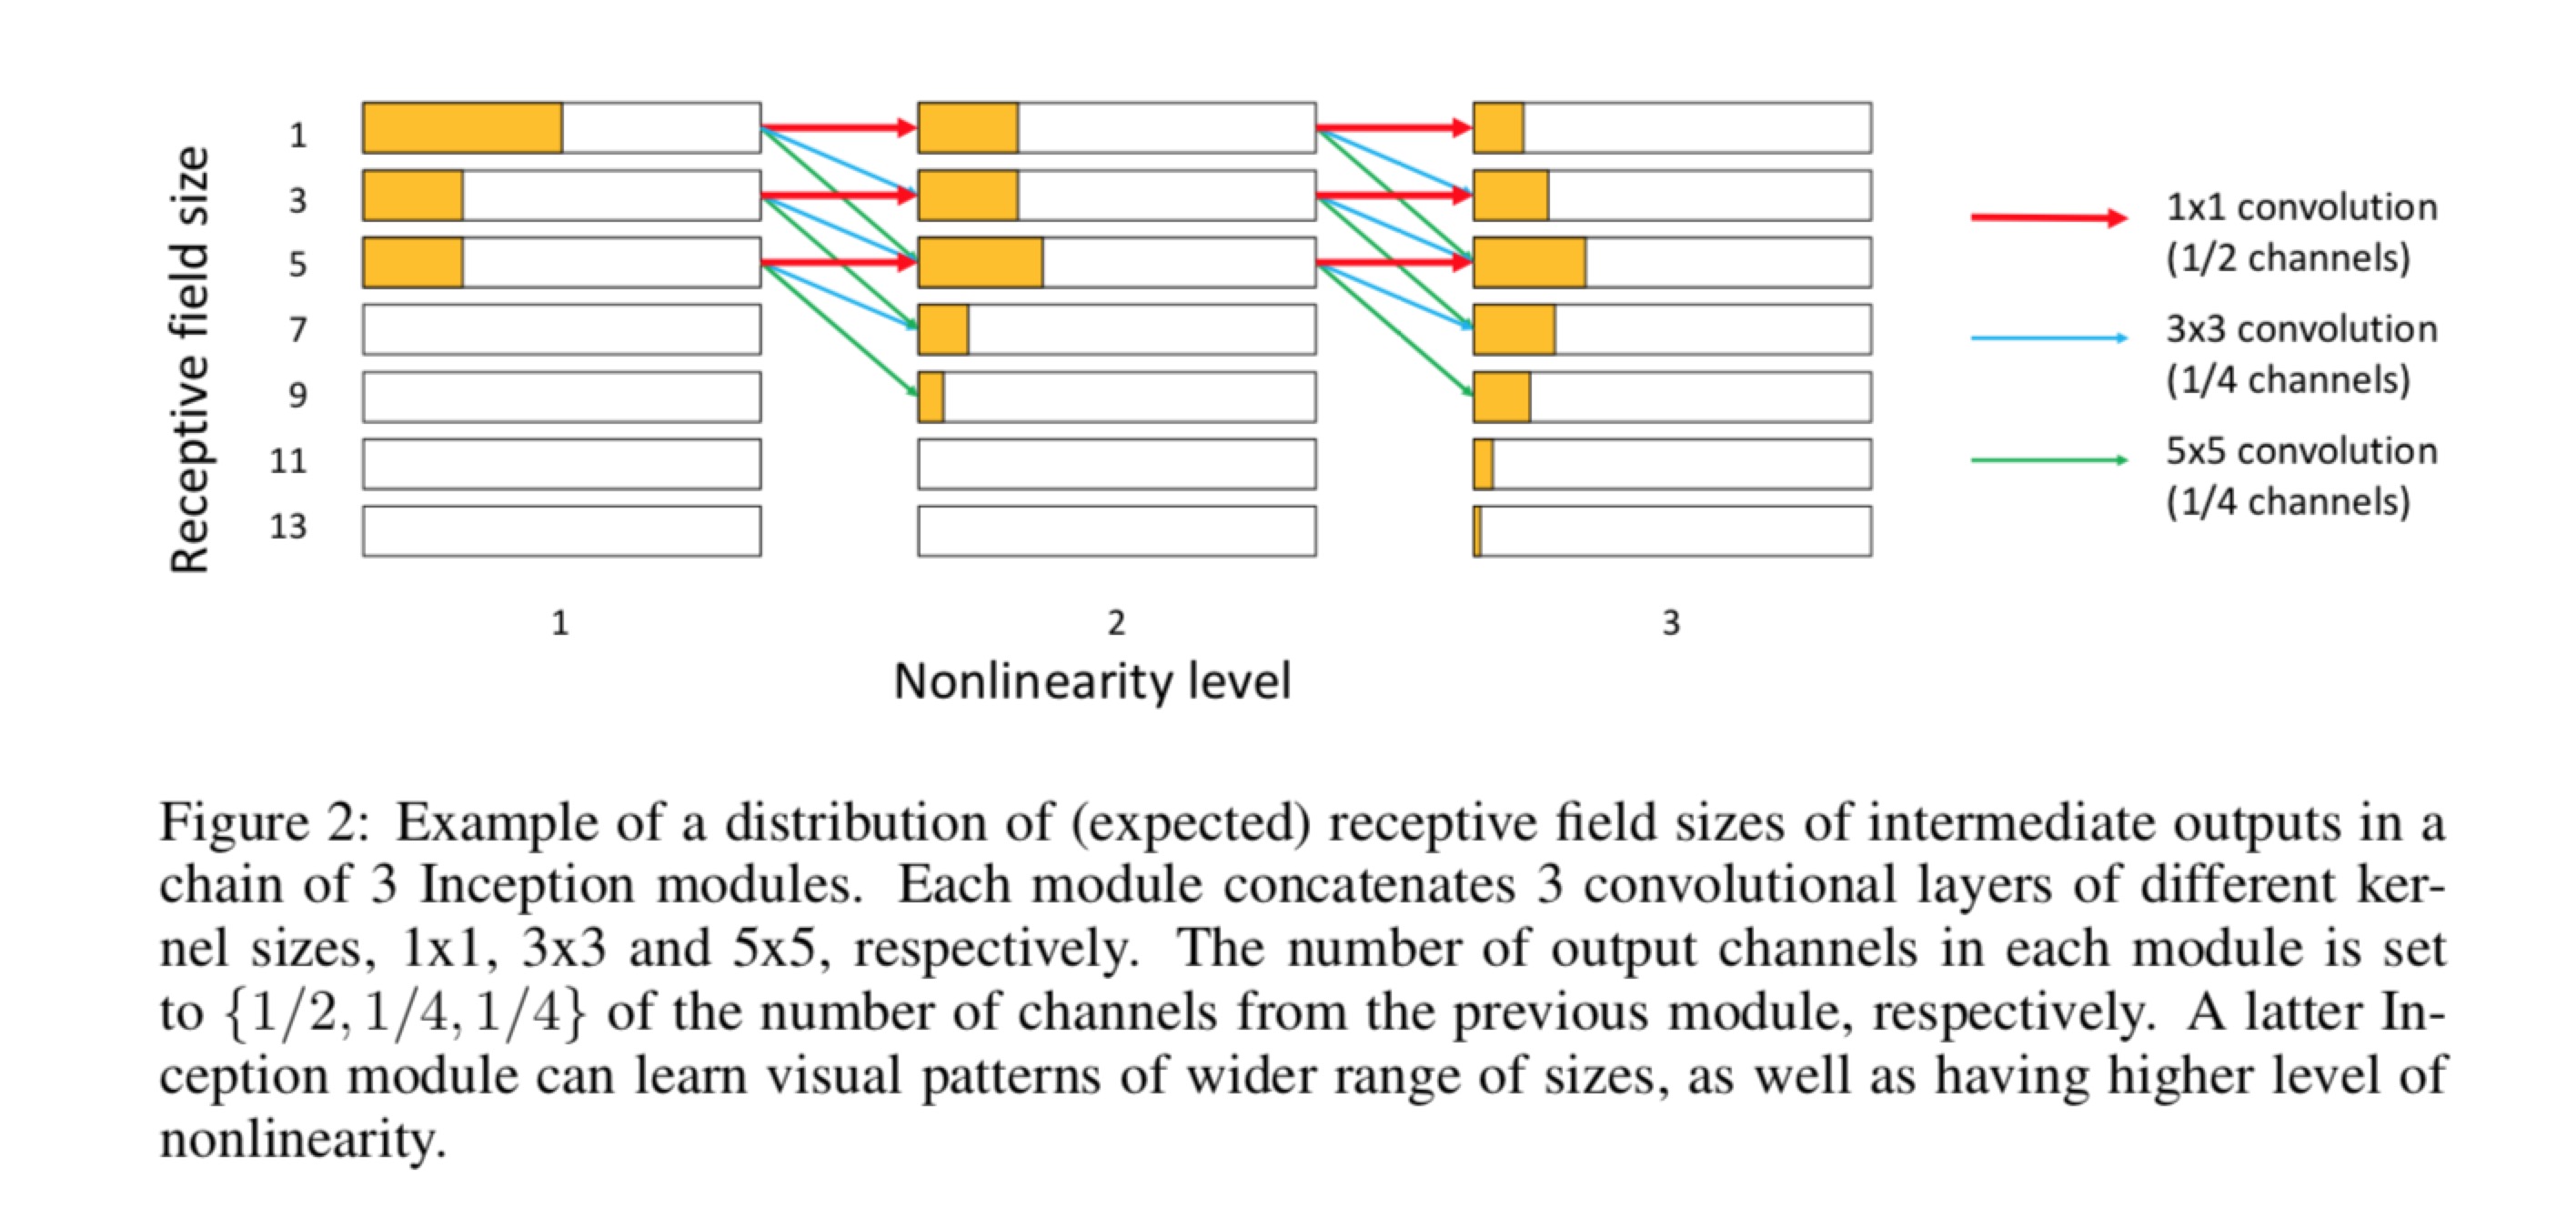 Receptive field size
1
3
5
7
9
11
13
1
2
3
Nonlinearity level
1x1 convolution
(1/2 channels)
3x3 convolution
(1/4 channels)
5x5 convolution
(1/4 channels)
Figure 2: Example of a distribution of (expected) receptive field sizes of intermediate outputs in a
chain of 3 Inception modules. Each module concatenates 3 convolutional layers of different ker-
nel sizes, 1x1, 3x3 and 5x5, respectively. The number of output channels in each module is set
to {1/2, 1/4, 1/4} of the number of channels from the previous module, respectively. A latter In-
ception module can learn visual patterns of wider range of sizes, as well as having higher level of
nonlinearity.